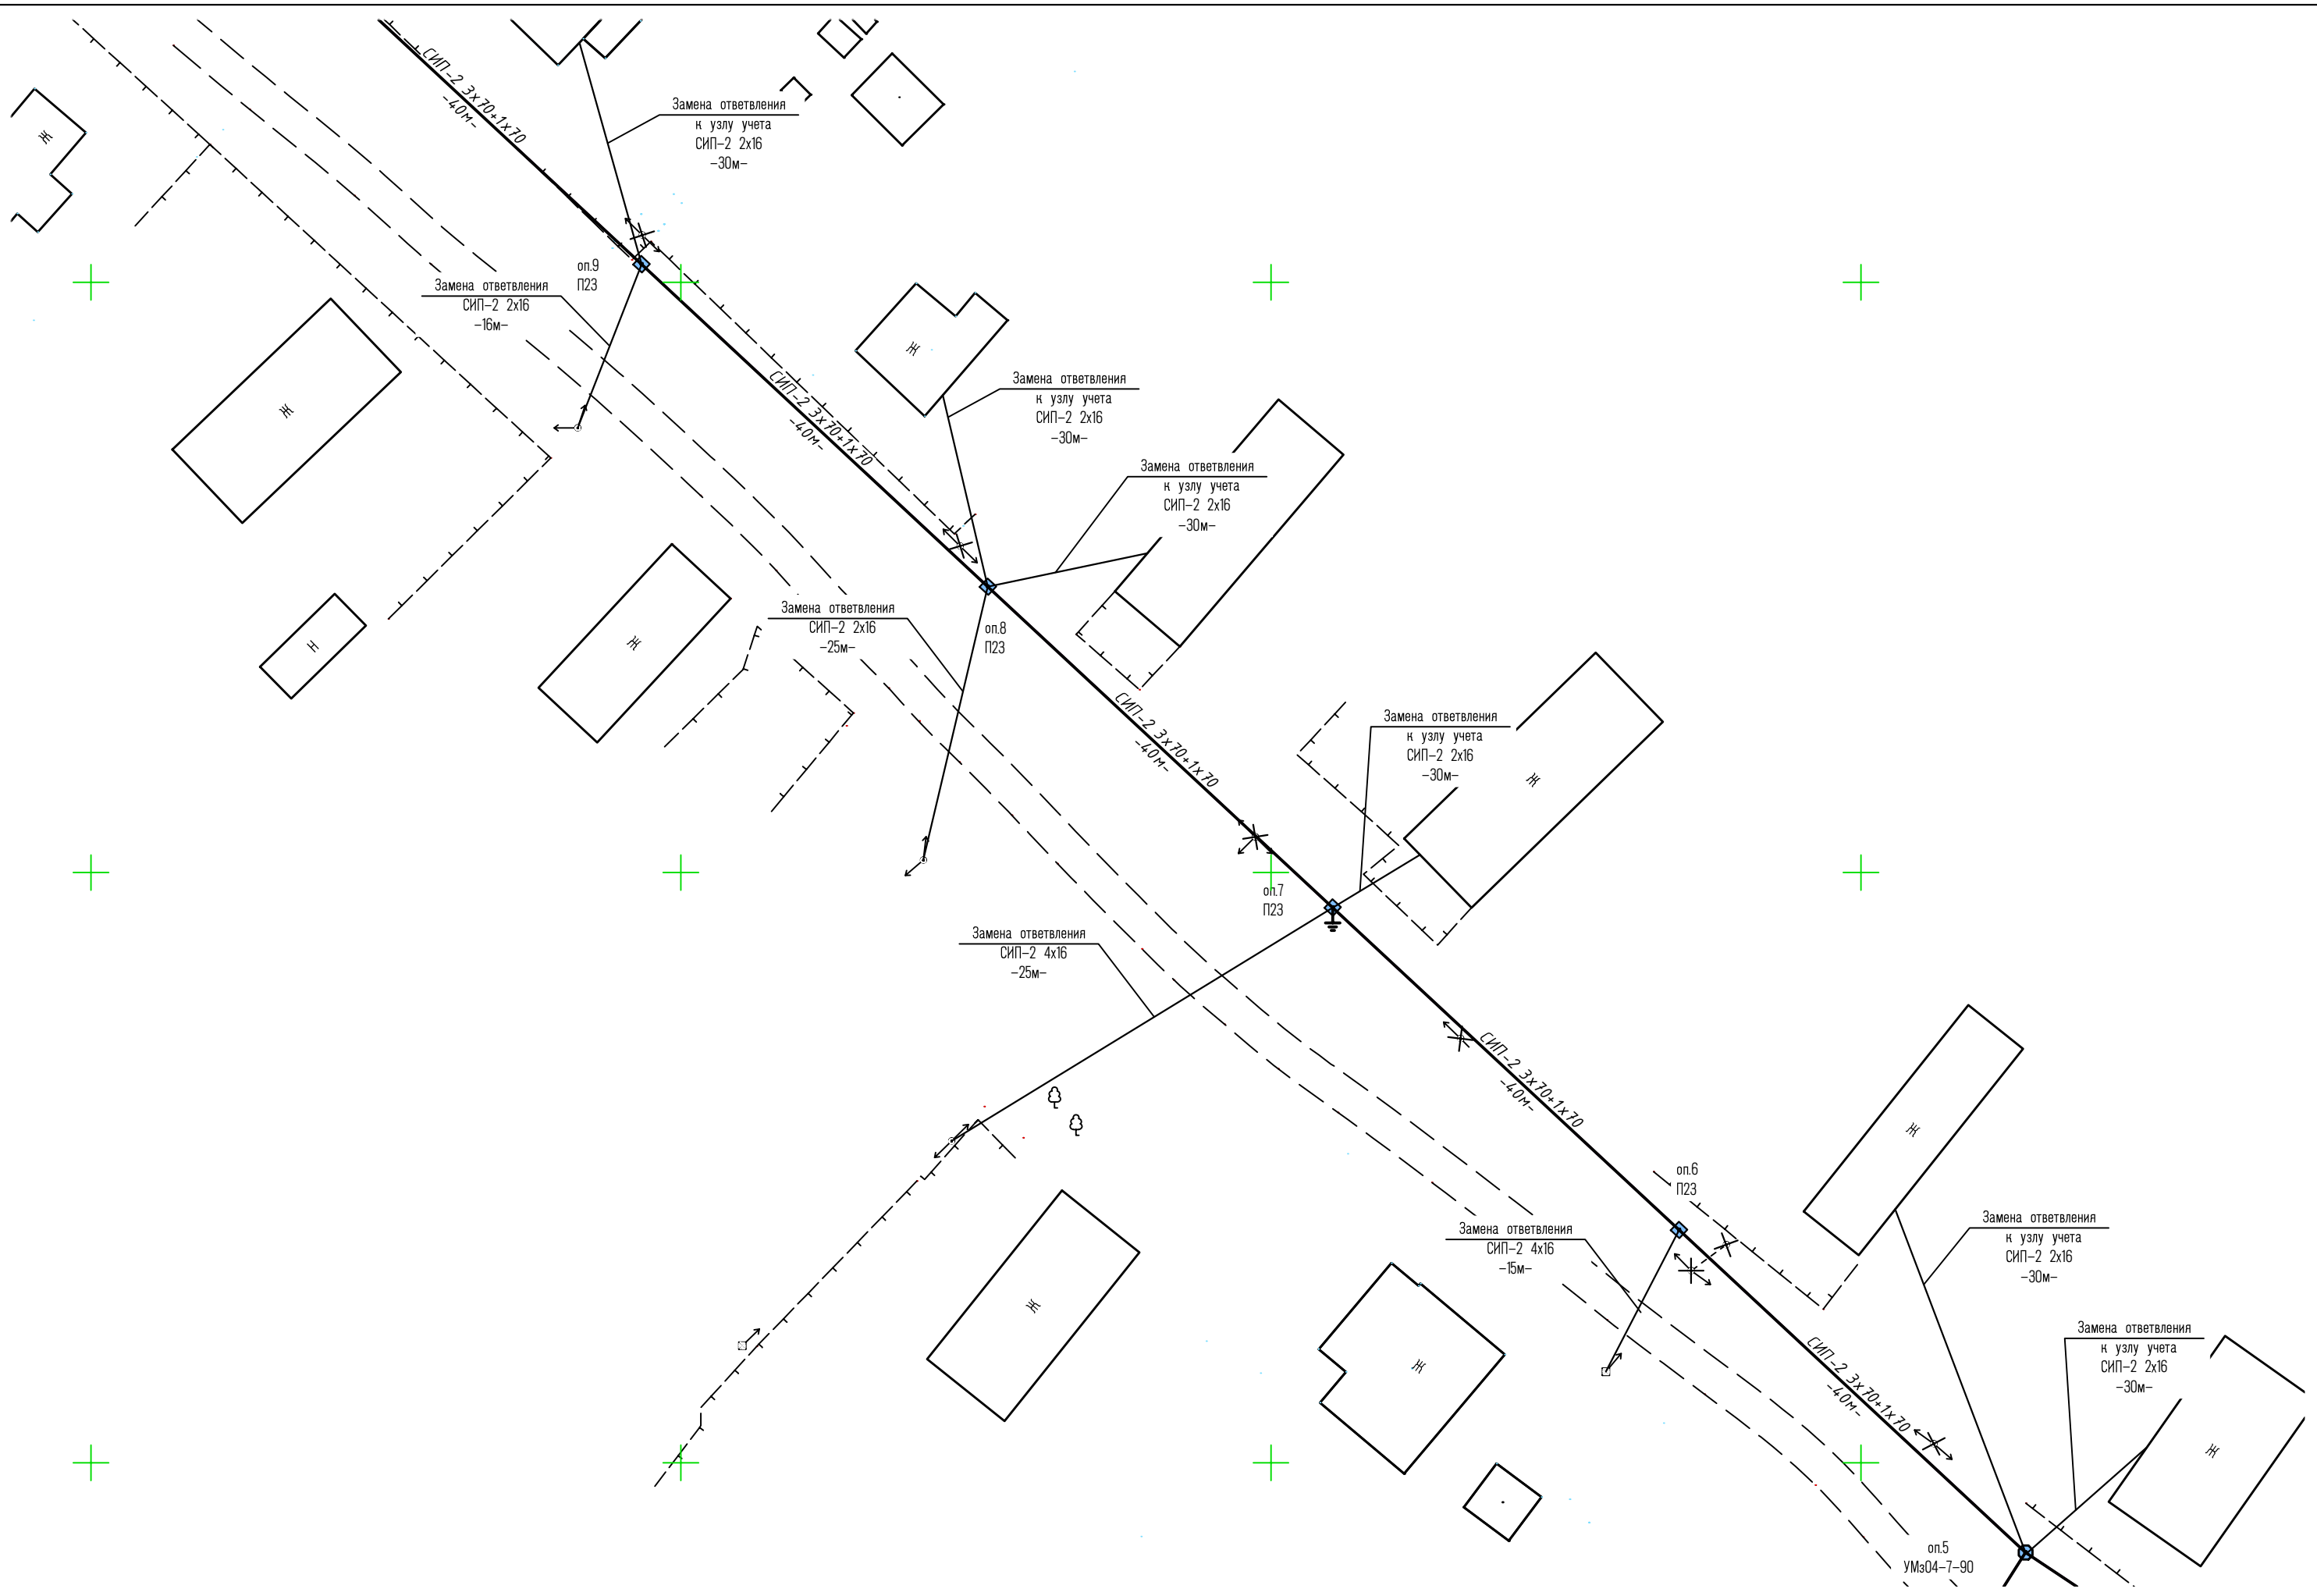 СИП-2 3х70+1х70
-40м-
Замена ответвления
к узлу учета
СИП-2 2х16
-30м-
Ж
оп.9
П23
Замена ответвления
СИП-2 2х16
-16м-
Ж
Ж
СИП-2 3х70+1х70
-40м-
Замена ответвления
к узлу учета
СИП-2 2х16
-30м-
Замена ответвления
к узлу учета
СИП-2 2х16
-30м-
Замена ответвления
СИП-2 2х16
-25м-
оп.8
П23
Н
Ж
СИП-2 3х70+1х70
-40м-
Замена ответвления
к узлу учета
СИП-2 2х16
-30м-
Ж
оп.7
П23
Замена ответвления
СИП-2 4х16
-25м-
СИП-2 3х70+1х70
-40м-
Ж
оп.6
П23
Замена ответвления
СИП-2 4х16
-15м-
Замена ответвления
к узлу учета
СИП-2 2х16
-30м-
Ж
Ж
СИП-2 3х70+1х70
-40м-
Замена ответвления
к узлу учета
СИП-2 2х16
-30м-
Ж
оп.5
УМз04-7-90